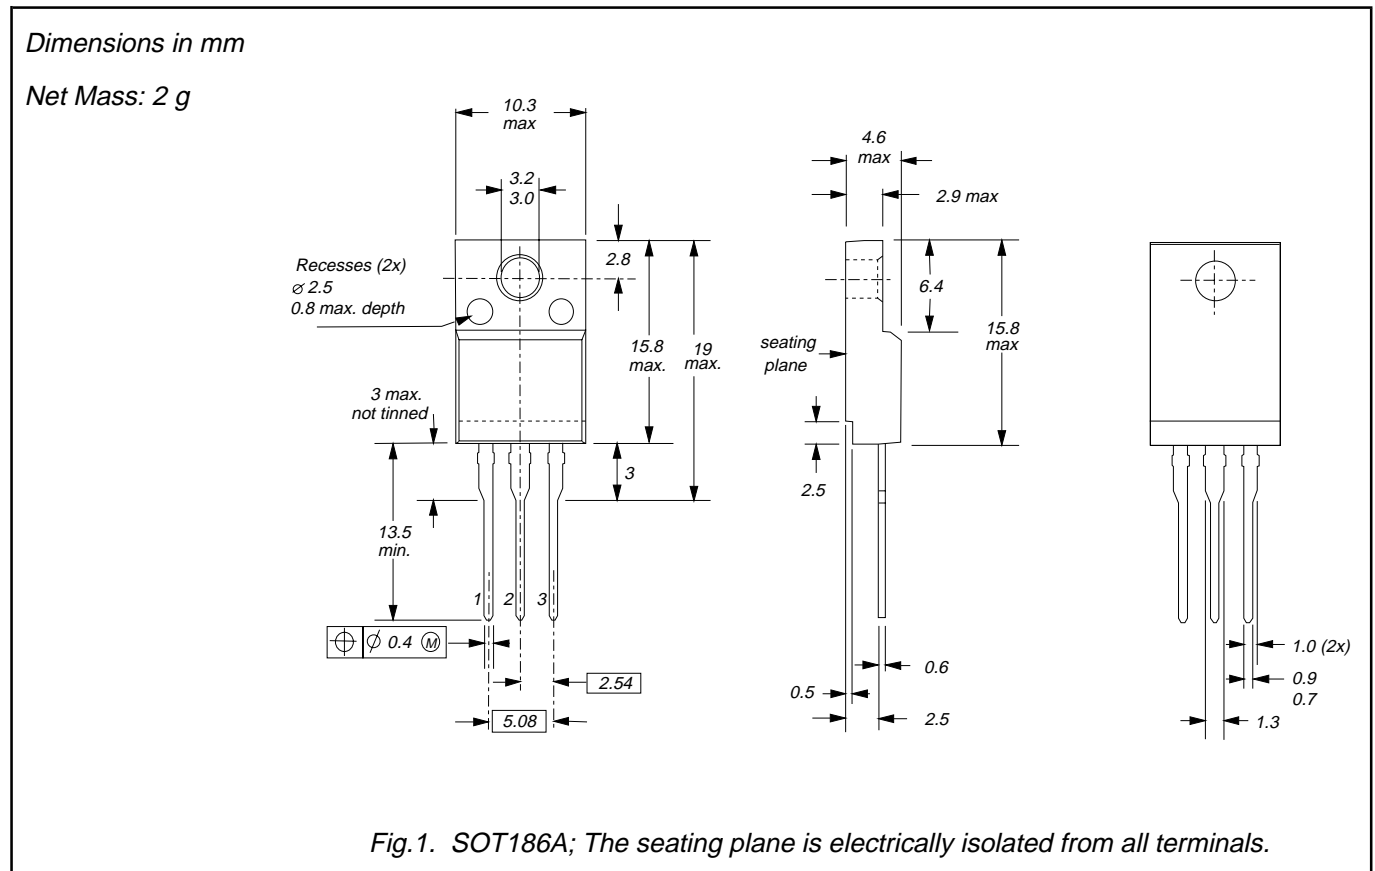 Dimensions in mm
Net Mass: 2 g
10.3
max
3.2
3.0
2.8
Recesses (2x)
⌀ 2.5
0.8 max. depth
15.8
max.
19
max.
3 max.
not tinned
3
13.5
min.
1 2 3
⌖ ⌀ 0.4 Ⓜ
2.54
5.08
4.6
max
2.9 max
6.4
15.8
max
seating
plane
2.5
0.6
0.5
2.5
1.0 (2x)
0.9
0.7
1.3
Fig.1. SOT186A; The seating plane is electrically isolated from all terminals.